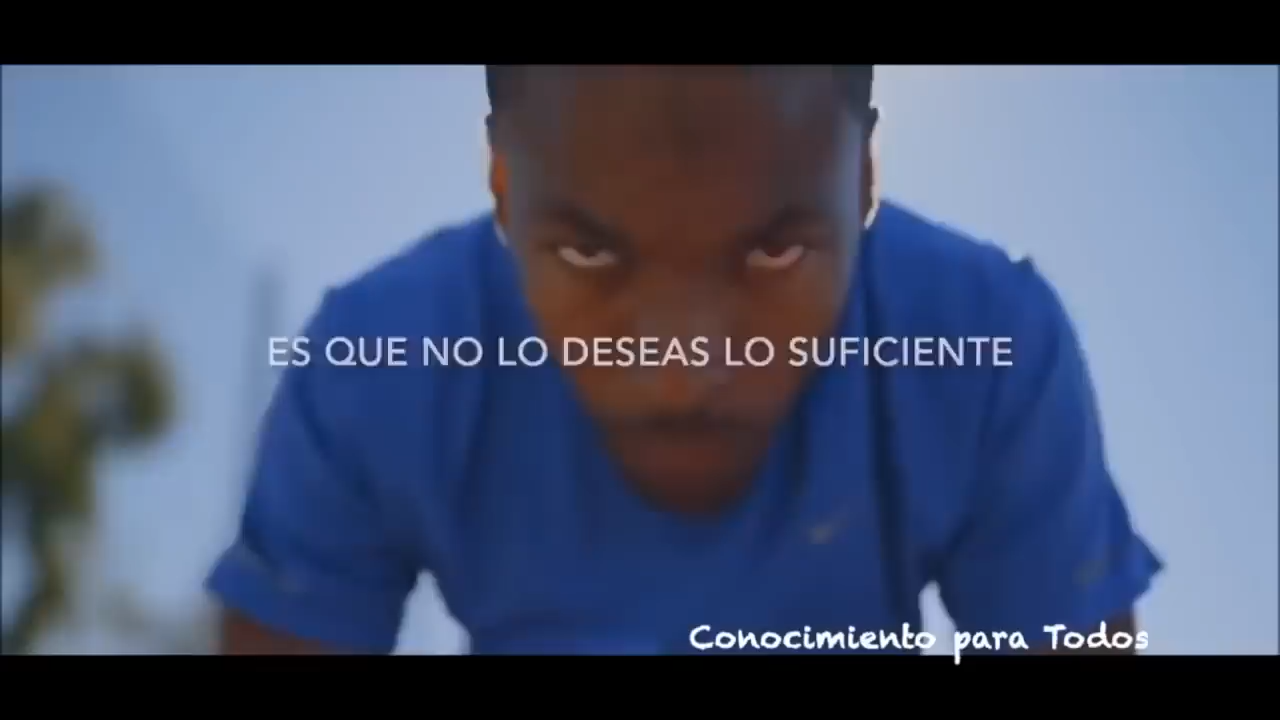 ES QUE NO LO DESEAS LO SUFICIENTE
Conocimiento para Todos